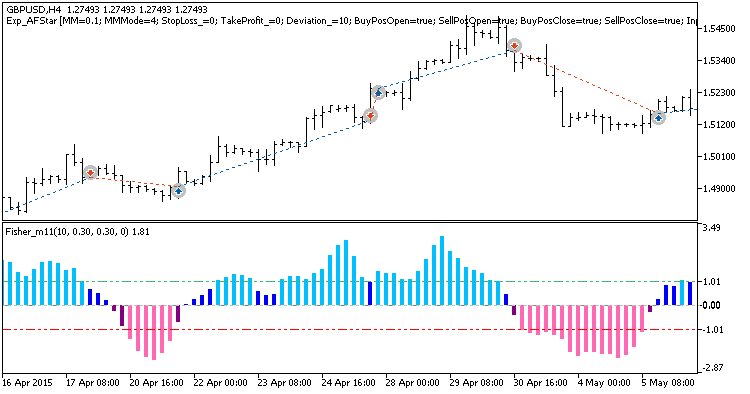 GBPUSD,H4 1.27493 1.27493 1.27493 1.27493
Exp_AFStar [MM=0.1; MMMode=4; StopLoss_=0; TakeProfit_=0; Deviation_=10; BuyPosOpen=true; SellPosOpen=true; BuyPosClose=true; SellPosClose=true; Inp
1.54500
1.53400
1.52300
1.51200
1.50100
1.49000
Fisher_m11(10, 0.30, 0.30, 0) 1.81
3.49
1.01
0.00
-1.01
-2.87
16 Apr 2015 17 Apr 08:00 20 Apr 16:00 22 Apr 00:00 23 Apr 08:00 24 Apr 16:00 28 Apr 00:00 29 Apr 08:00 30 Apr 16:00 4 May 00:00 5 May 08:00